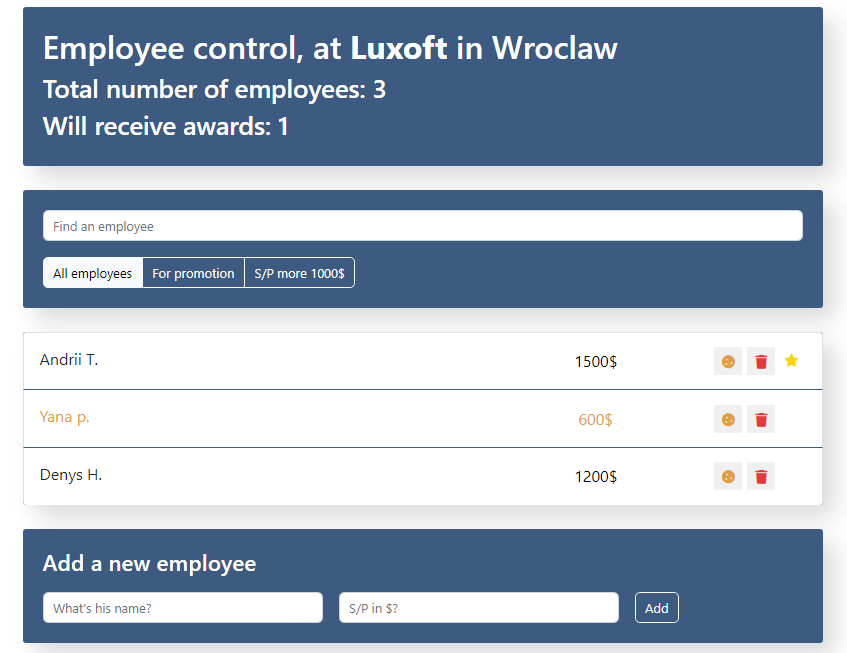 Employee control, at Luxoft in Wroclaw
Total number of employees: 3
Will receive awards: 1
Find an employee
All employees For promotion S/P more 1000$
Andrii T. 1500$
Yana p. 600$
Denys H. 1200$
Add a new employee
What's his name? S/P in $? Add